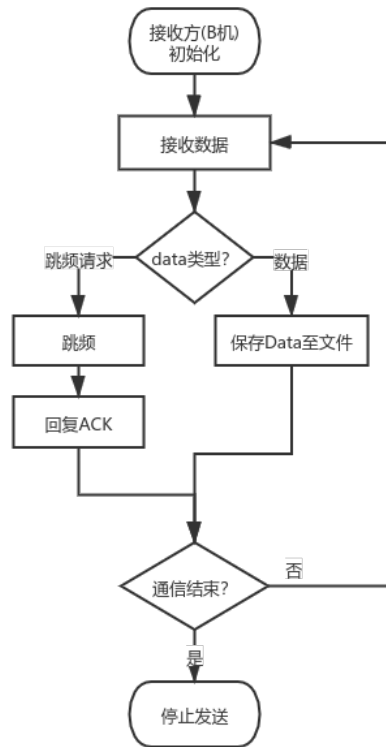 接收方(B机)
初始化
接收数据
data类型?
跳频请求
数据
跳频
保存Data至文件
回复ACK
通信结束?
否
是
停止发送